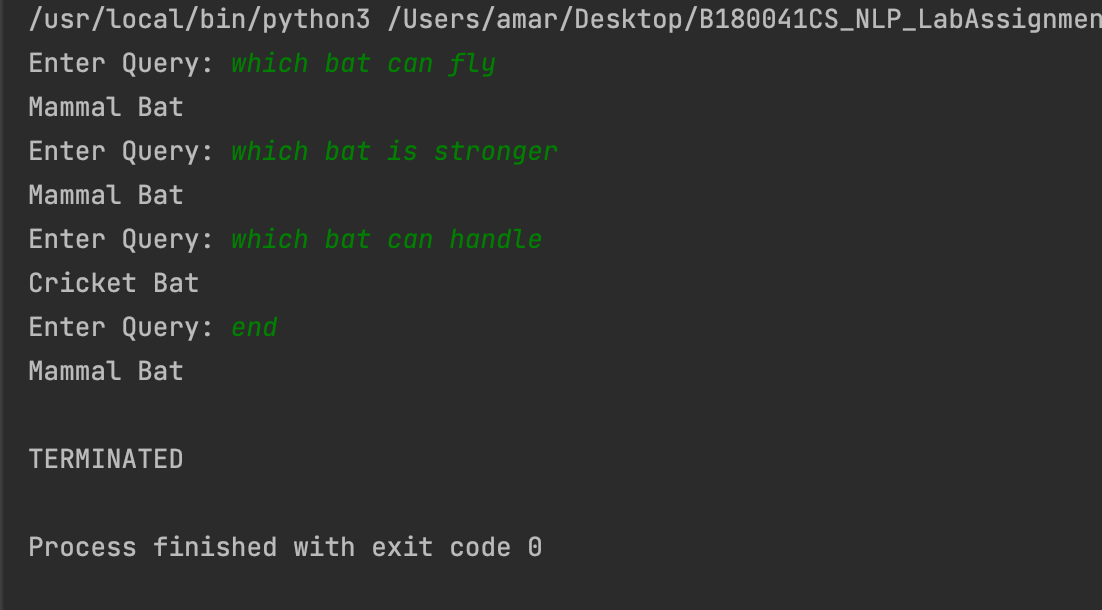 /usr/local/bin/python3 /Users/amar/Desktop/B180041CS_NLP_LabAssignmen
Enter Query: which bat can fly
Mammal Bat
Enter Query: which bat is stronger
Mammal Bat
Enter Query: which bat can handle
Cricket Bat
Enter Query: end
Mammal Bat
TERMINATED
Process finished with exit code 0